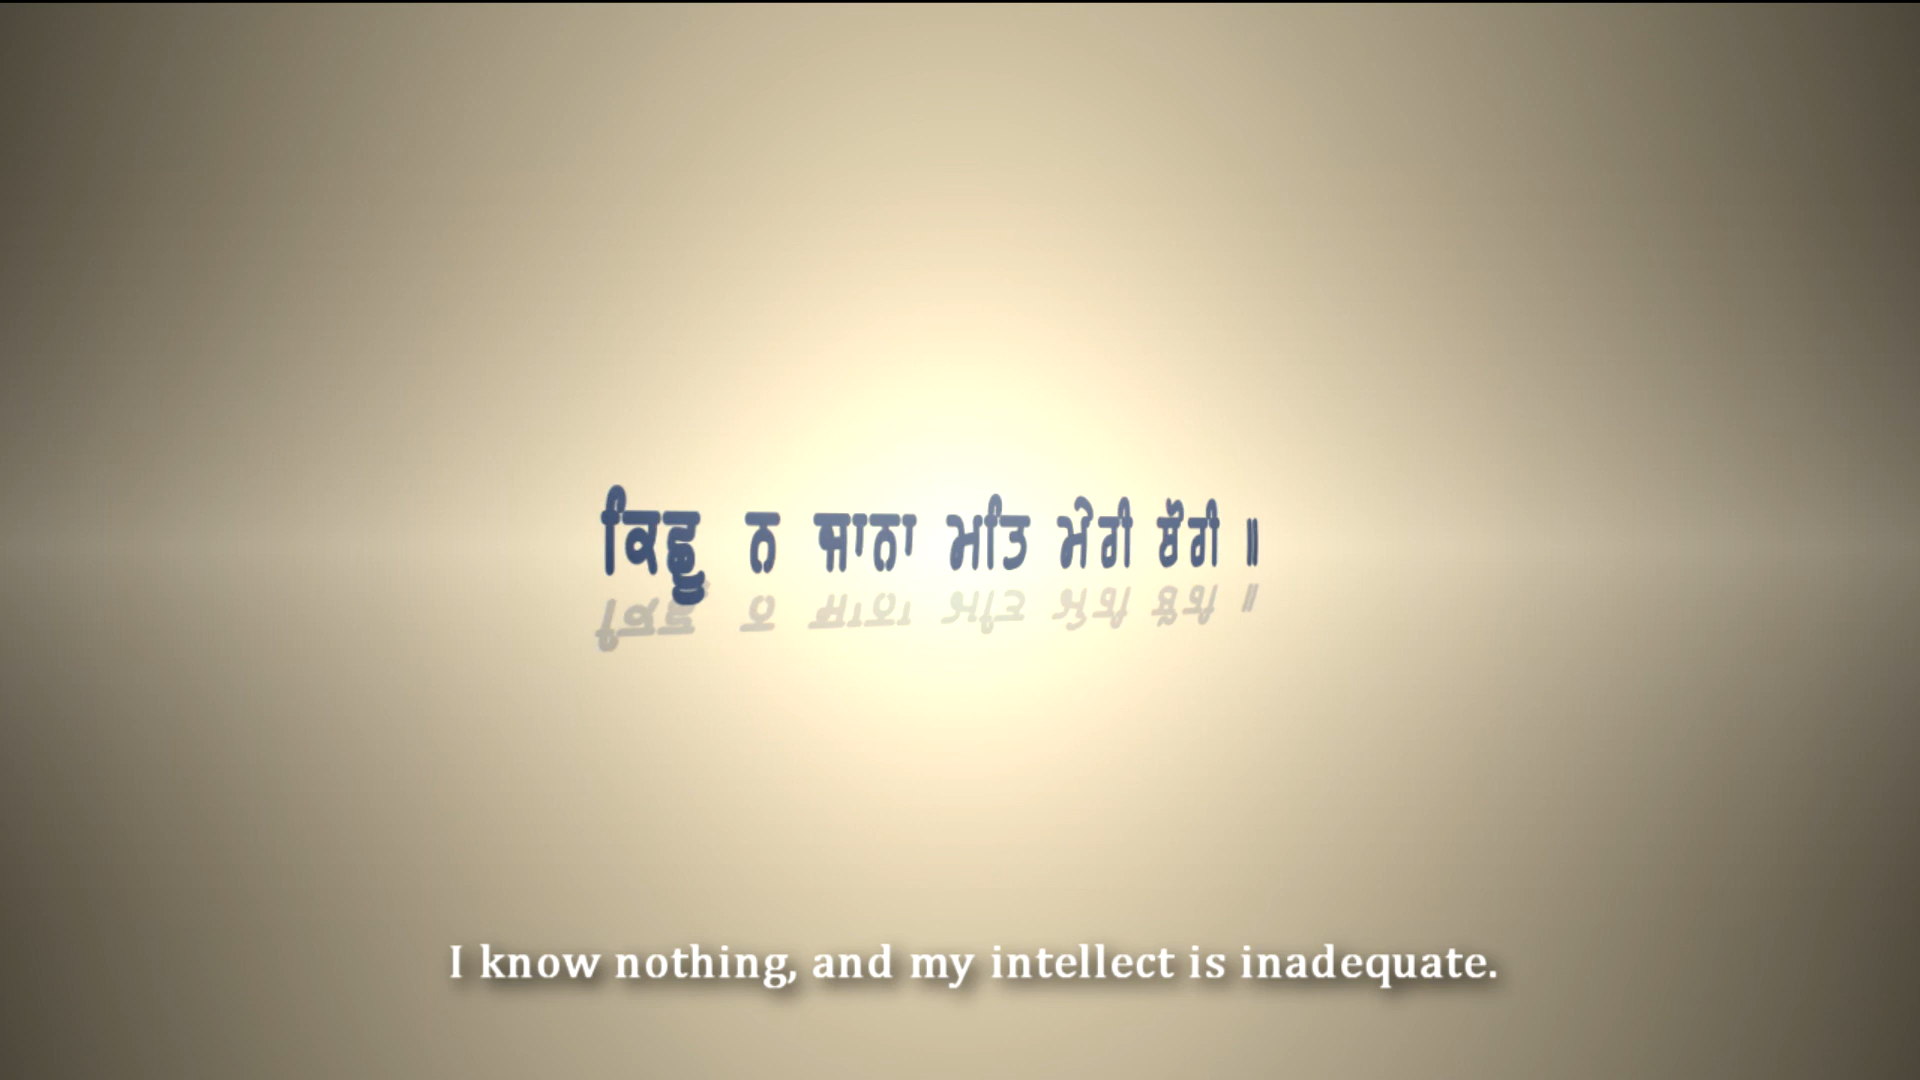 ਕਿਛੂ ਨ ਜਾਨਾ ਮਤਿ ਮੇਰੀ ਥੋਰੀ ॥
I know nothing, and my intellect is inadequate.